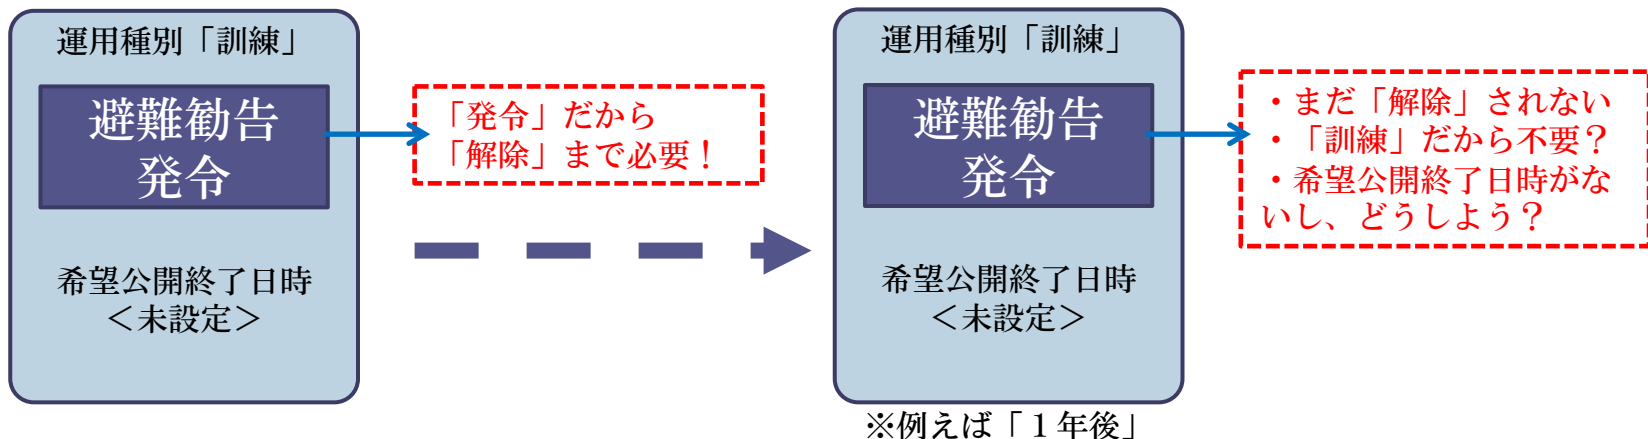 運用種別「訓練」
避難勧告
発令
希望公開終了日時
＜未設定＞
「発令」だから
「解除」まで必要！
運用種別「訓練」
避難勧告
発令
希望公開終了日時
＜未設定＞
※例えば「１年後」
・まだ「解除」されない
・「訓練」だから不要？
・希望公開終了日時がな
いし、どうしよう？